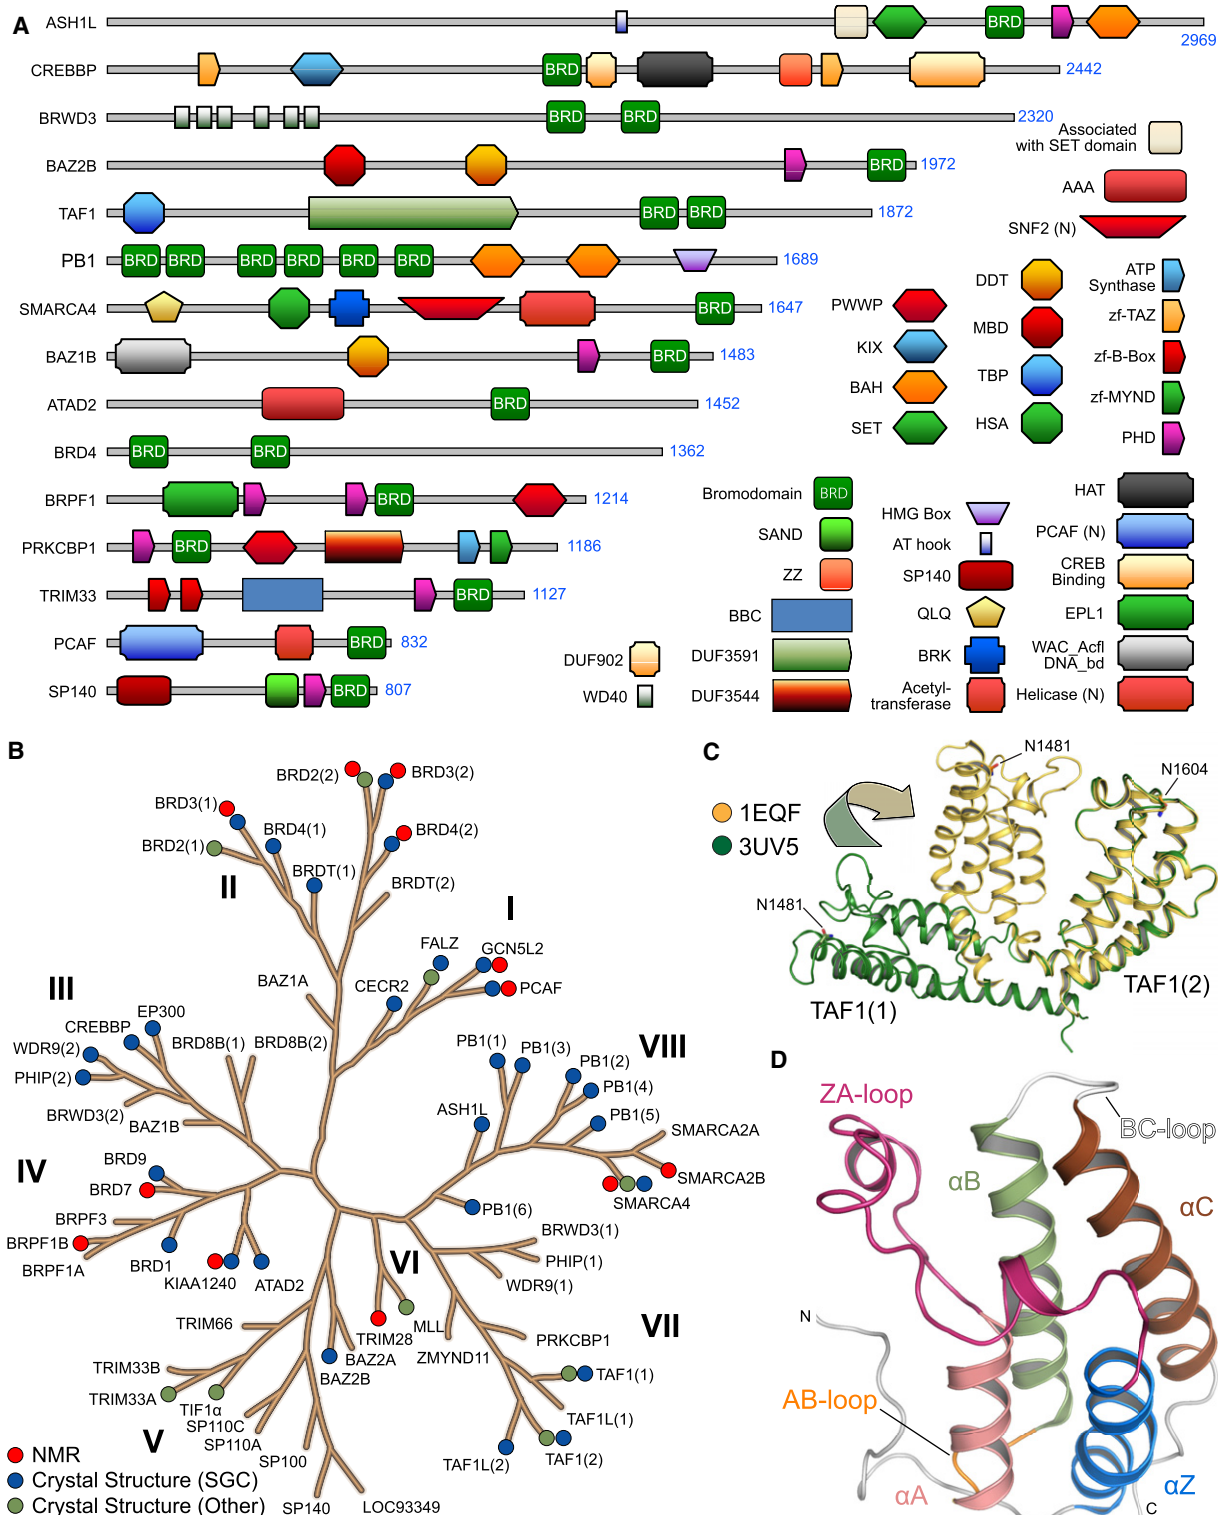 A
ASH1L
2969
BRD
CREBBP
BRD
2442
BRWD3
BRD
BRD
2320
BAZ2B
BRD
1972
TAF1
BRD
BRD
1872
PB1
BRD
BRD
BRD
BRD
BRD
BRD
1689
SMARCA4
BRD
1647
BAZ1B
BRD
1483
ATAD2
BRD
1452
BRD4
BRD
BRD
1362
BRPF1
BRD
1214
PRKCBP1
BRD
1186
TRIM33
BRD
1127
PCAF
BRD
832
SP140
BRD
807
Associated
with SET domain
AAA
SNF2 (N)
PWWP
KIX
BAH
SET
DDT
MBD
TBP
HSA
ATP
Synthase
zf-TAZ
zf-B-Box
zf-MYND
PHD
Bromodomain
BRD
SAND
ZZ
BBC
DUF902
DUF3591
WD40
DUF3544
HMG Box
AT hook
SP140
QLQ
BRK
Acetyl-
transferase
HAT
PCAF (N)
CREB
Binding
EPL1
WAC_Acfl
DNA_bd
Helicase (N)
B
BRD2(2)
BRD3(2)
BRD3(1)
BRD4(1)
BRD4(2)
BRD2(1)
BRDT(1)
BRDT(2)
II
I
FALZ
GCN5L2
PCAF
CECR2
BAZ1A
III
EP300
CREBBP
WDR9(2)
PHIP(2)
BRD8B(1)
BRD8B(2)
BRWD3(2)
BAZ1B
VIII
PB1(1)
PB1(3)
PB1(2)
PB1(4)
PB1(5)
ASH1L
SMARCA2A
SMARCA2B
SMARCA4
PB1(6)
IV
BRD9
BRD7
BRPF3
BRPF1B
BRPF1A
BRD1
KIAA1240
ATAD2
VI
BRWD3(1)
PHIP(1)
WDR9(1)
VII
TRIM28
MLL
ZMYND11
PRKCBP1
TAF1(1)
TAF1L(1)
TAF1(2)
TAF1L(2)
TRIM66
TRIM33B
TRIM33A
TIF1α
BAZ2A
BAZ2B
SP110C
SP110A
SP100
SP140
LOC93349
V
NMR
Crystal Structure (SGC)
Crystal Structure (Other)
C
1EQF
3UV5
N1481
N1604
N1481
TAF1(1)
TAF1(2)
D
ZA-loop
BC-loop
αB
αC
N
AB-loop
αA
αZ
C